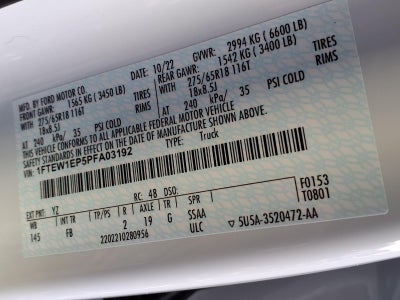 MFD. BY FORD MOTOR CO. 10/22 GVWR: 2994 KG (6600 LB)
FRONT GAWR: 1565 KG (3450 LB) REAR GAWR: 1542 KG (3400 LB)
WITH 275/65R18 116T TIRES WITH 275/65R18 116T TIRES
18x8.5J RIMS 18x8.5J RIMS
AT 240 kPa/ 35 PSI COLD AT 240 kPa/ 35 PSI COLD
THIS VEHICLE CONFORMS TO ALL APPLICABLE FEDERAL MOTOR VEHICLE
SAFETY STANDARDS IN EFFECT ON THE DATE OF MANUFACTURE SHOWN ABOVE.
VIN: 1FTEW1EP5PFA03192 TYPE: Truck
EXT PNT: YZ RC: 48 DSO: F0153
WB INT TR TP/PS R AXLE TR SPR T0801
145 FB 2 19 G SSAA
2202210280956 ULC 5U5A-3520472-AA